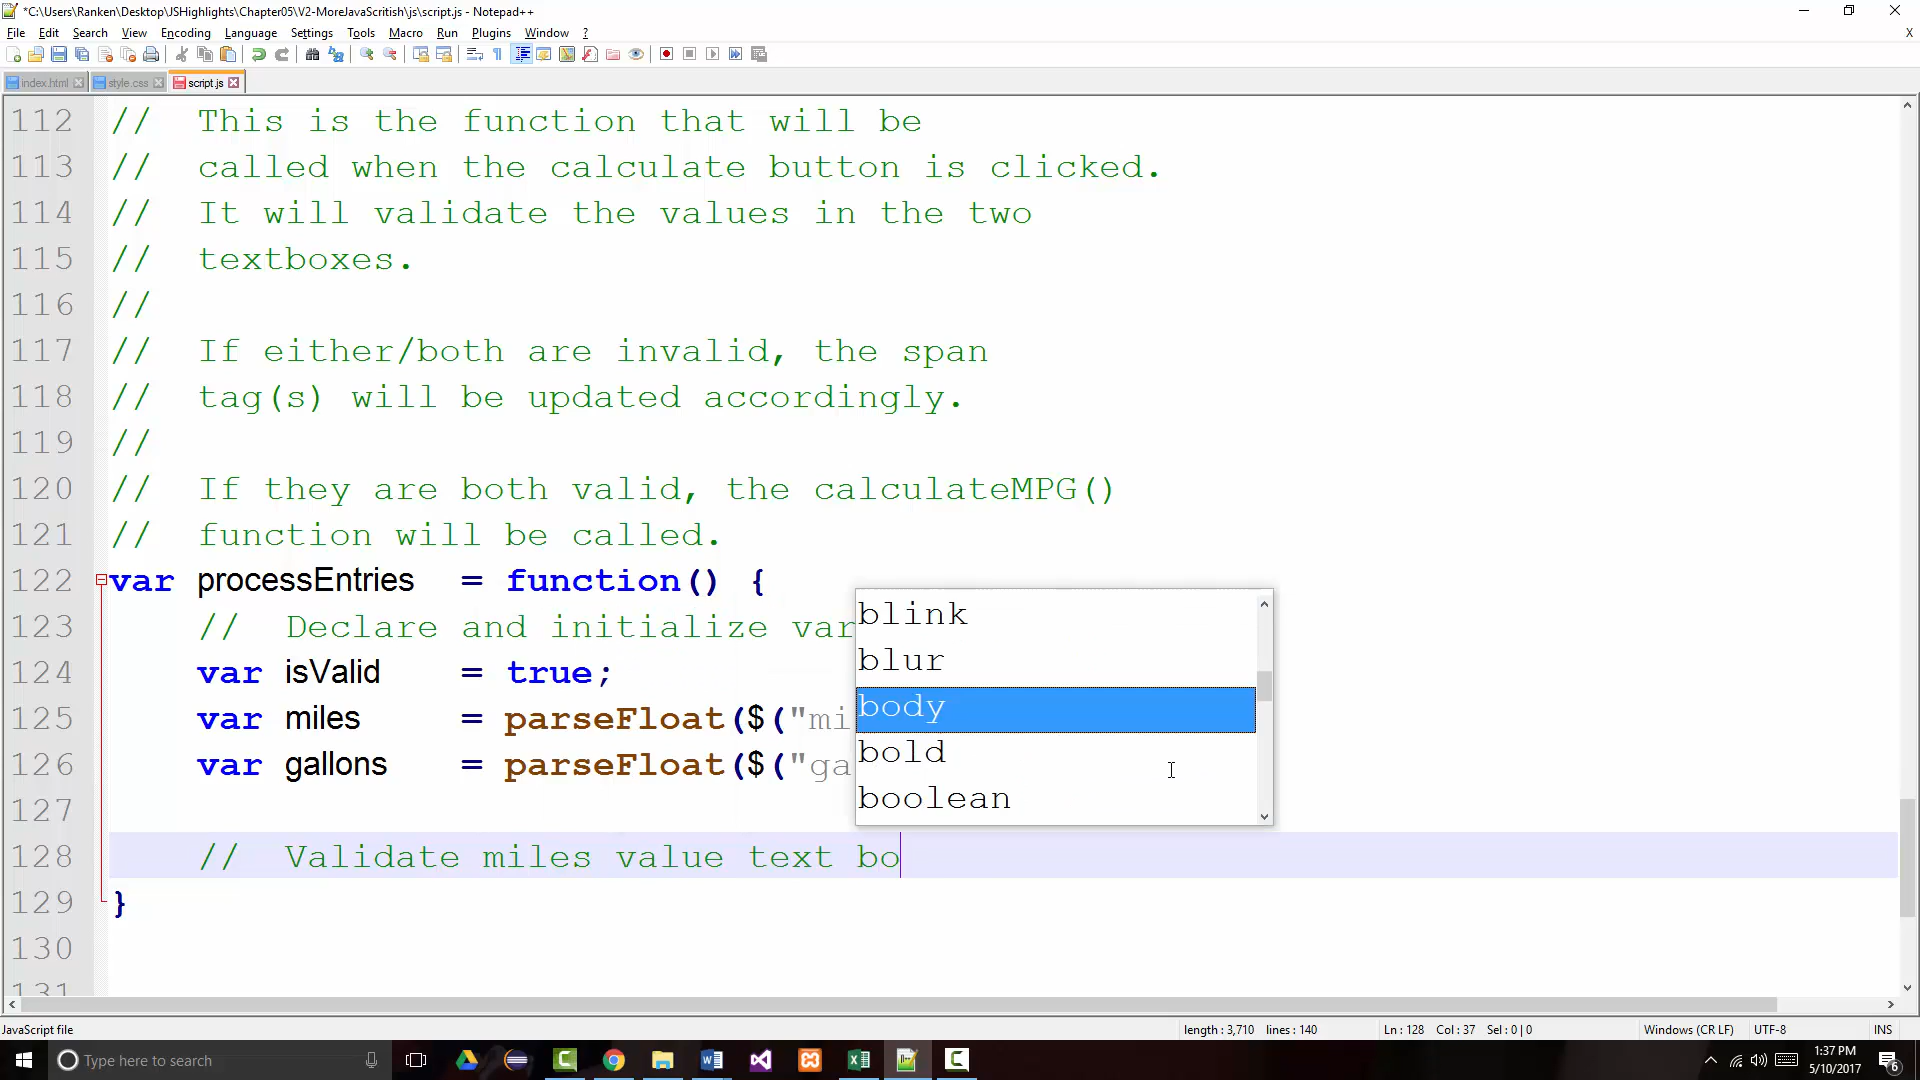 *C:\Users\Ranken\Desktop\JSHighlights\Chapter05\V2-MoreJavaScritish\js\script.js - Notepad++
File Edit Search View Encoding Language Settings Tools Macro Run Plugins Window ? X
index.html style.css script.js
112 // This is the function that will be
113 // called when the calculate button is clicked.
114 // It will validate the values in the two
115 // textboxes.
116 //
117 // If either/both are invalid, the span
118 // tag(s) will be updated accordingly.
119 //
120 // If they are both valid, the calculateMPG()
121 // function will be called.
122 var processEntries = function() {
123 // Declare and initialize var
124 var isValid = true;
125 var miles = parseFloat($("mi
126 var gallons = parseFloat($("ga
127
128 // Validate miles value text bo
129 }
130
131
blink
blur
body
bold
boolean
JavaScript file length : 3,710 lines : 140 Ln : 128 Col : 37 Sel : 0 | 0 Windows (CR LF) UTF-8 INS
Type here to search
1:37 PM
5/10/2017
6